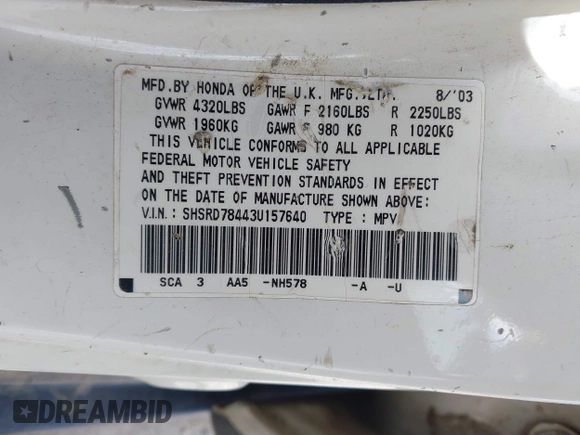 MFD.BY HONDA OF THE U.K. MFG.,LTD. 8/'03
GVWR 4320LBS GAWR F 2160LBS R 2250LBS
GVWR 1960KG GAWR F 980 KG R 1020KG
THIS VEHICLE CONFORMS TO ALL APPLICABLE
FEDERAL MOTOR VEHICLE SAFETY
AND THEFT PREVENTION STANDARDS IN EFFECT
ON THE DATE OF MANUFACTURE SHOWN ABOVE:
V.I.N.: SHSRD78443U157640 TYPE : MPV
SCA 3 AA5 -NH578 -A -U
DREAMBID